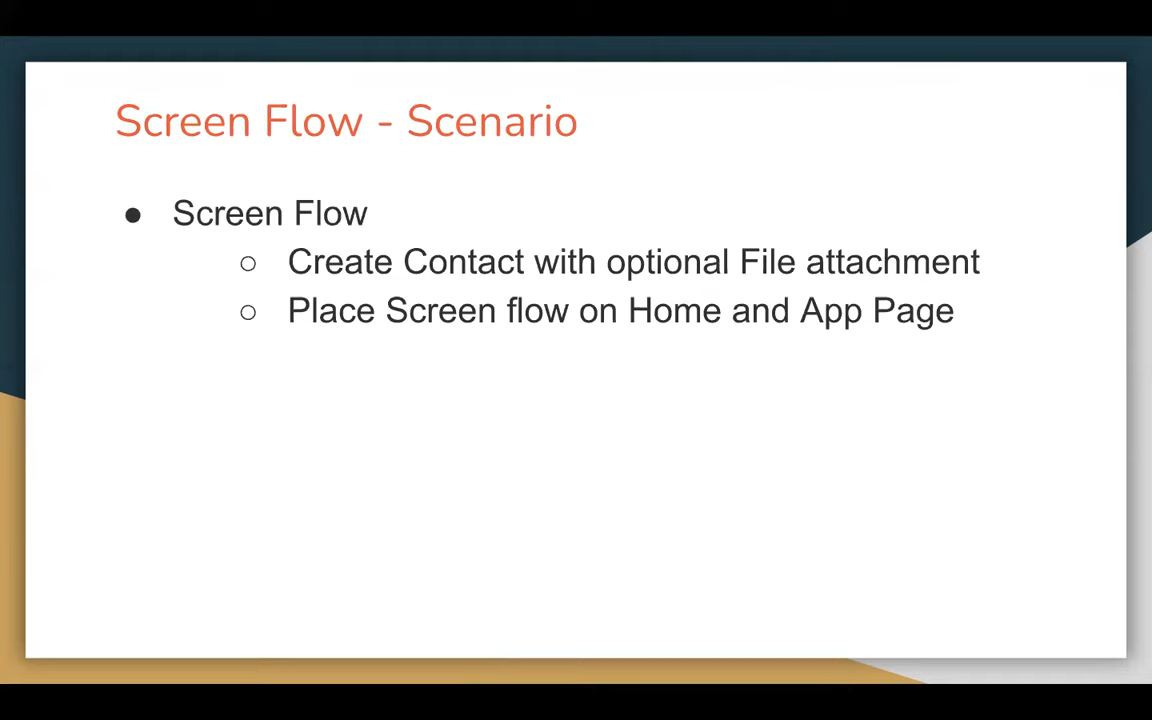 Screen Flow - Scenario
● Screen Flow
○ Create Contact with optional File attachment
○ Place Screen flow on Home and App Page